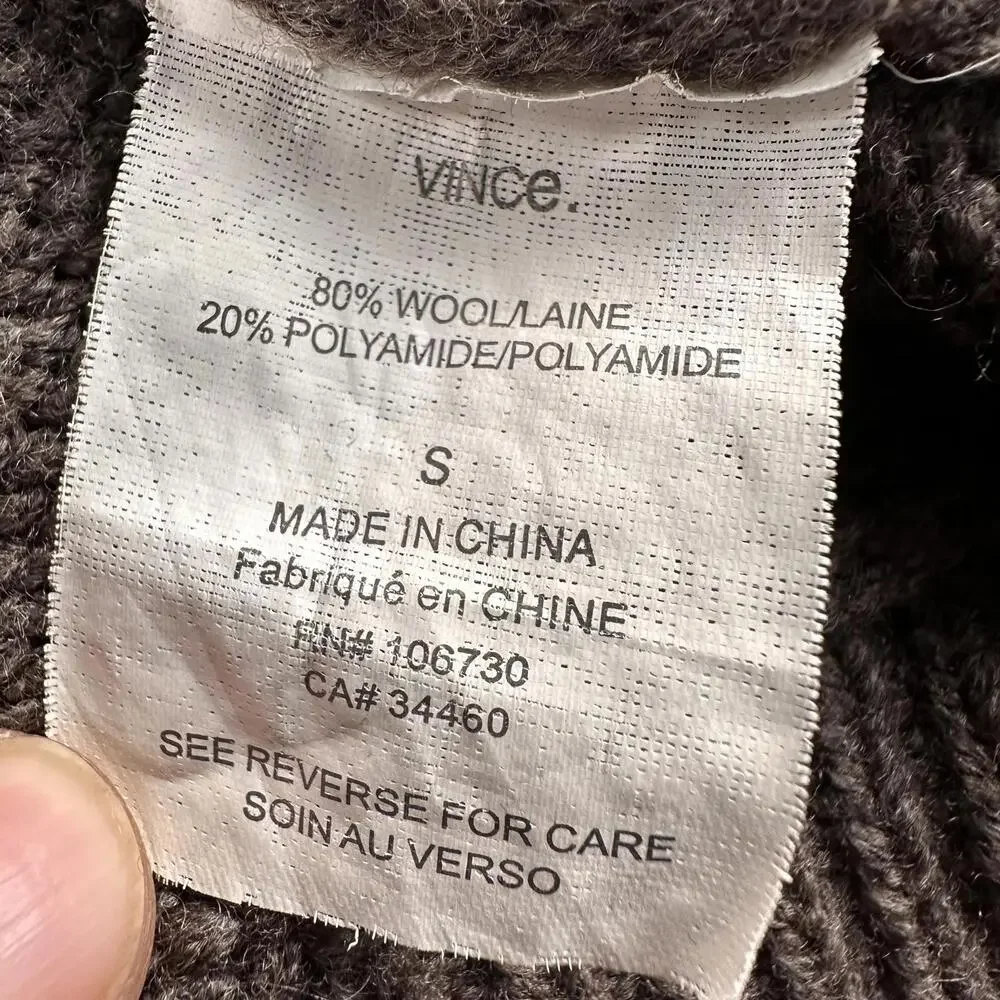 VINCe.
80% WOOL/LAINE
20% POLYAMIDE/POLYAMIDE
S
MADE IN CHINA
Fabriqué en CHINE
RN# 106730
CA# 34460
SEE REVERSE FOR CARE
SOIN AU VERSO